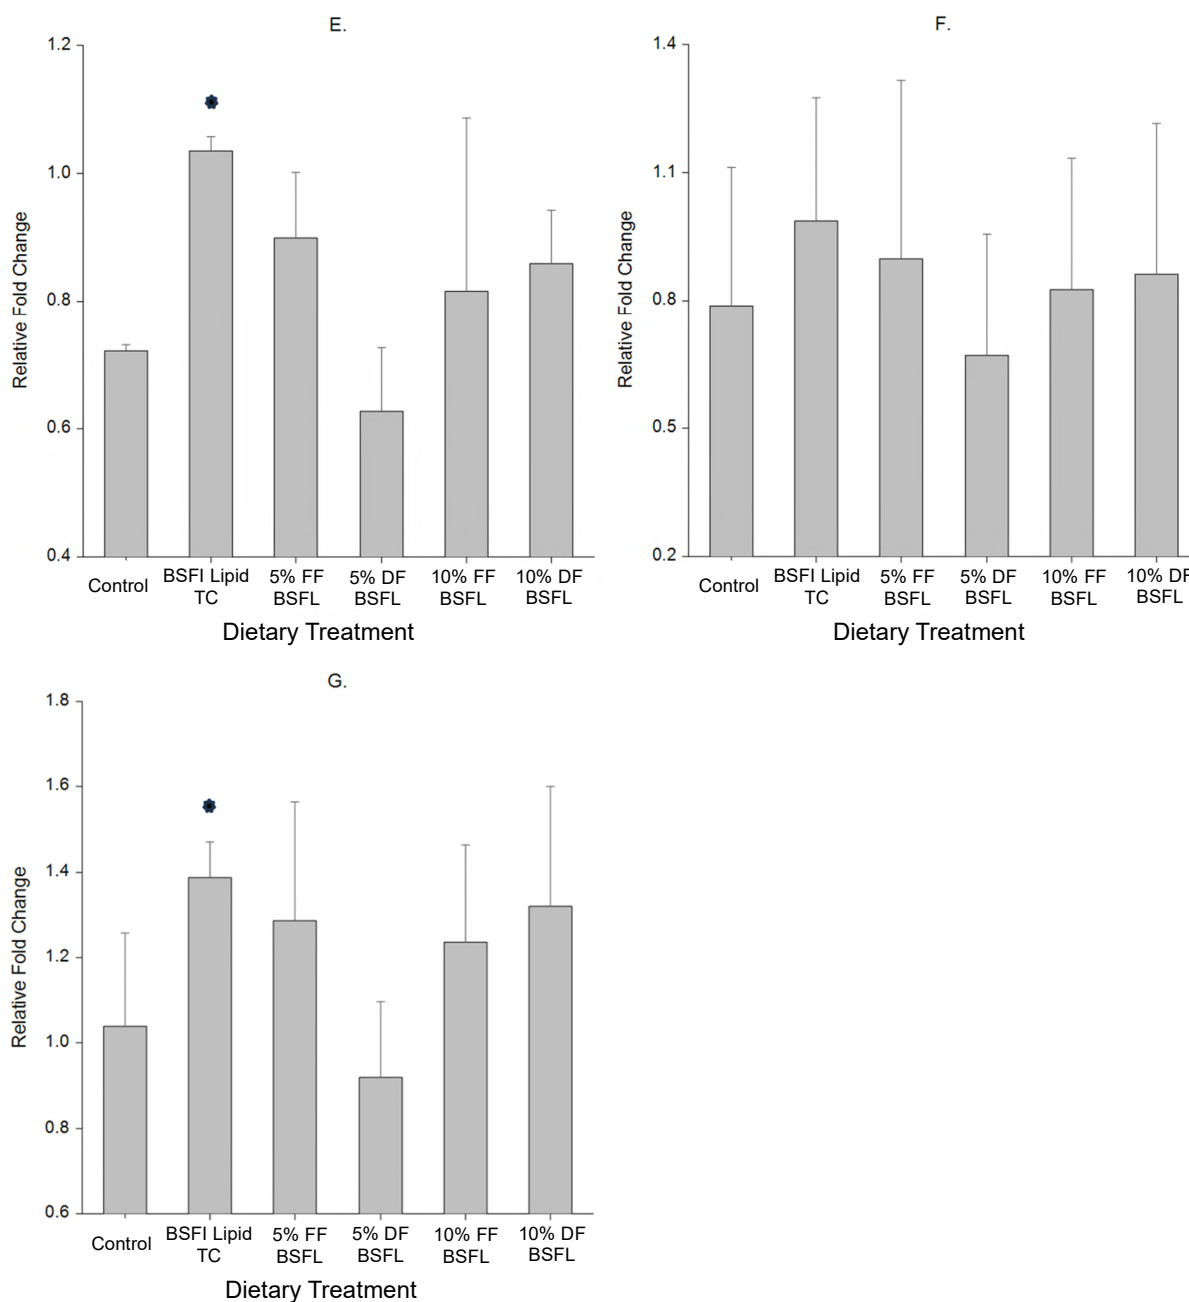 E.
1.2
1.0
0.8
0.6
0.4
Relative Fold Change
Control
BSFl Lipid
TC
5% FF
BSFL
5% DF
BSFL
10% FF
BSFL
10% DF
BSFL
Dietary Treatment
F.
1.4
1.1
0.8
0.5
0.2
Relative Fold Change
Control
BSFl Lipid
TC
5% FF
BSFL
5% DF
BSFL
10% FF
BSFL
10% DF
BSFL
Dietary Treatment
G.
1.8
1.6
1.4
1.2
1.0
0.8
0.6
Relative Fold Change
Control
BSFl Lipid
TC
5% FF
BSFL
5% DF
BSFL
10% FF
BSFL
10% DF
BSFL
Dietary Treatment